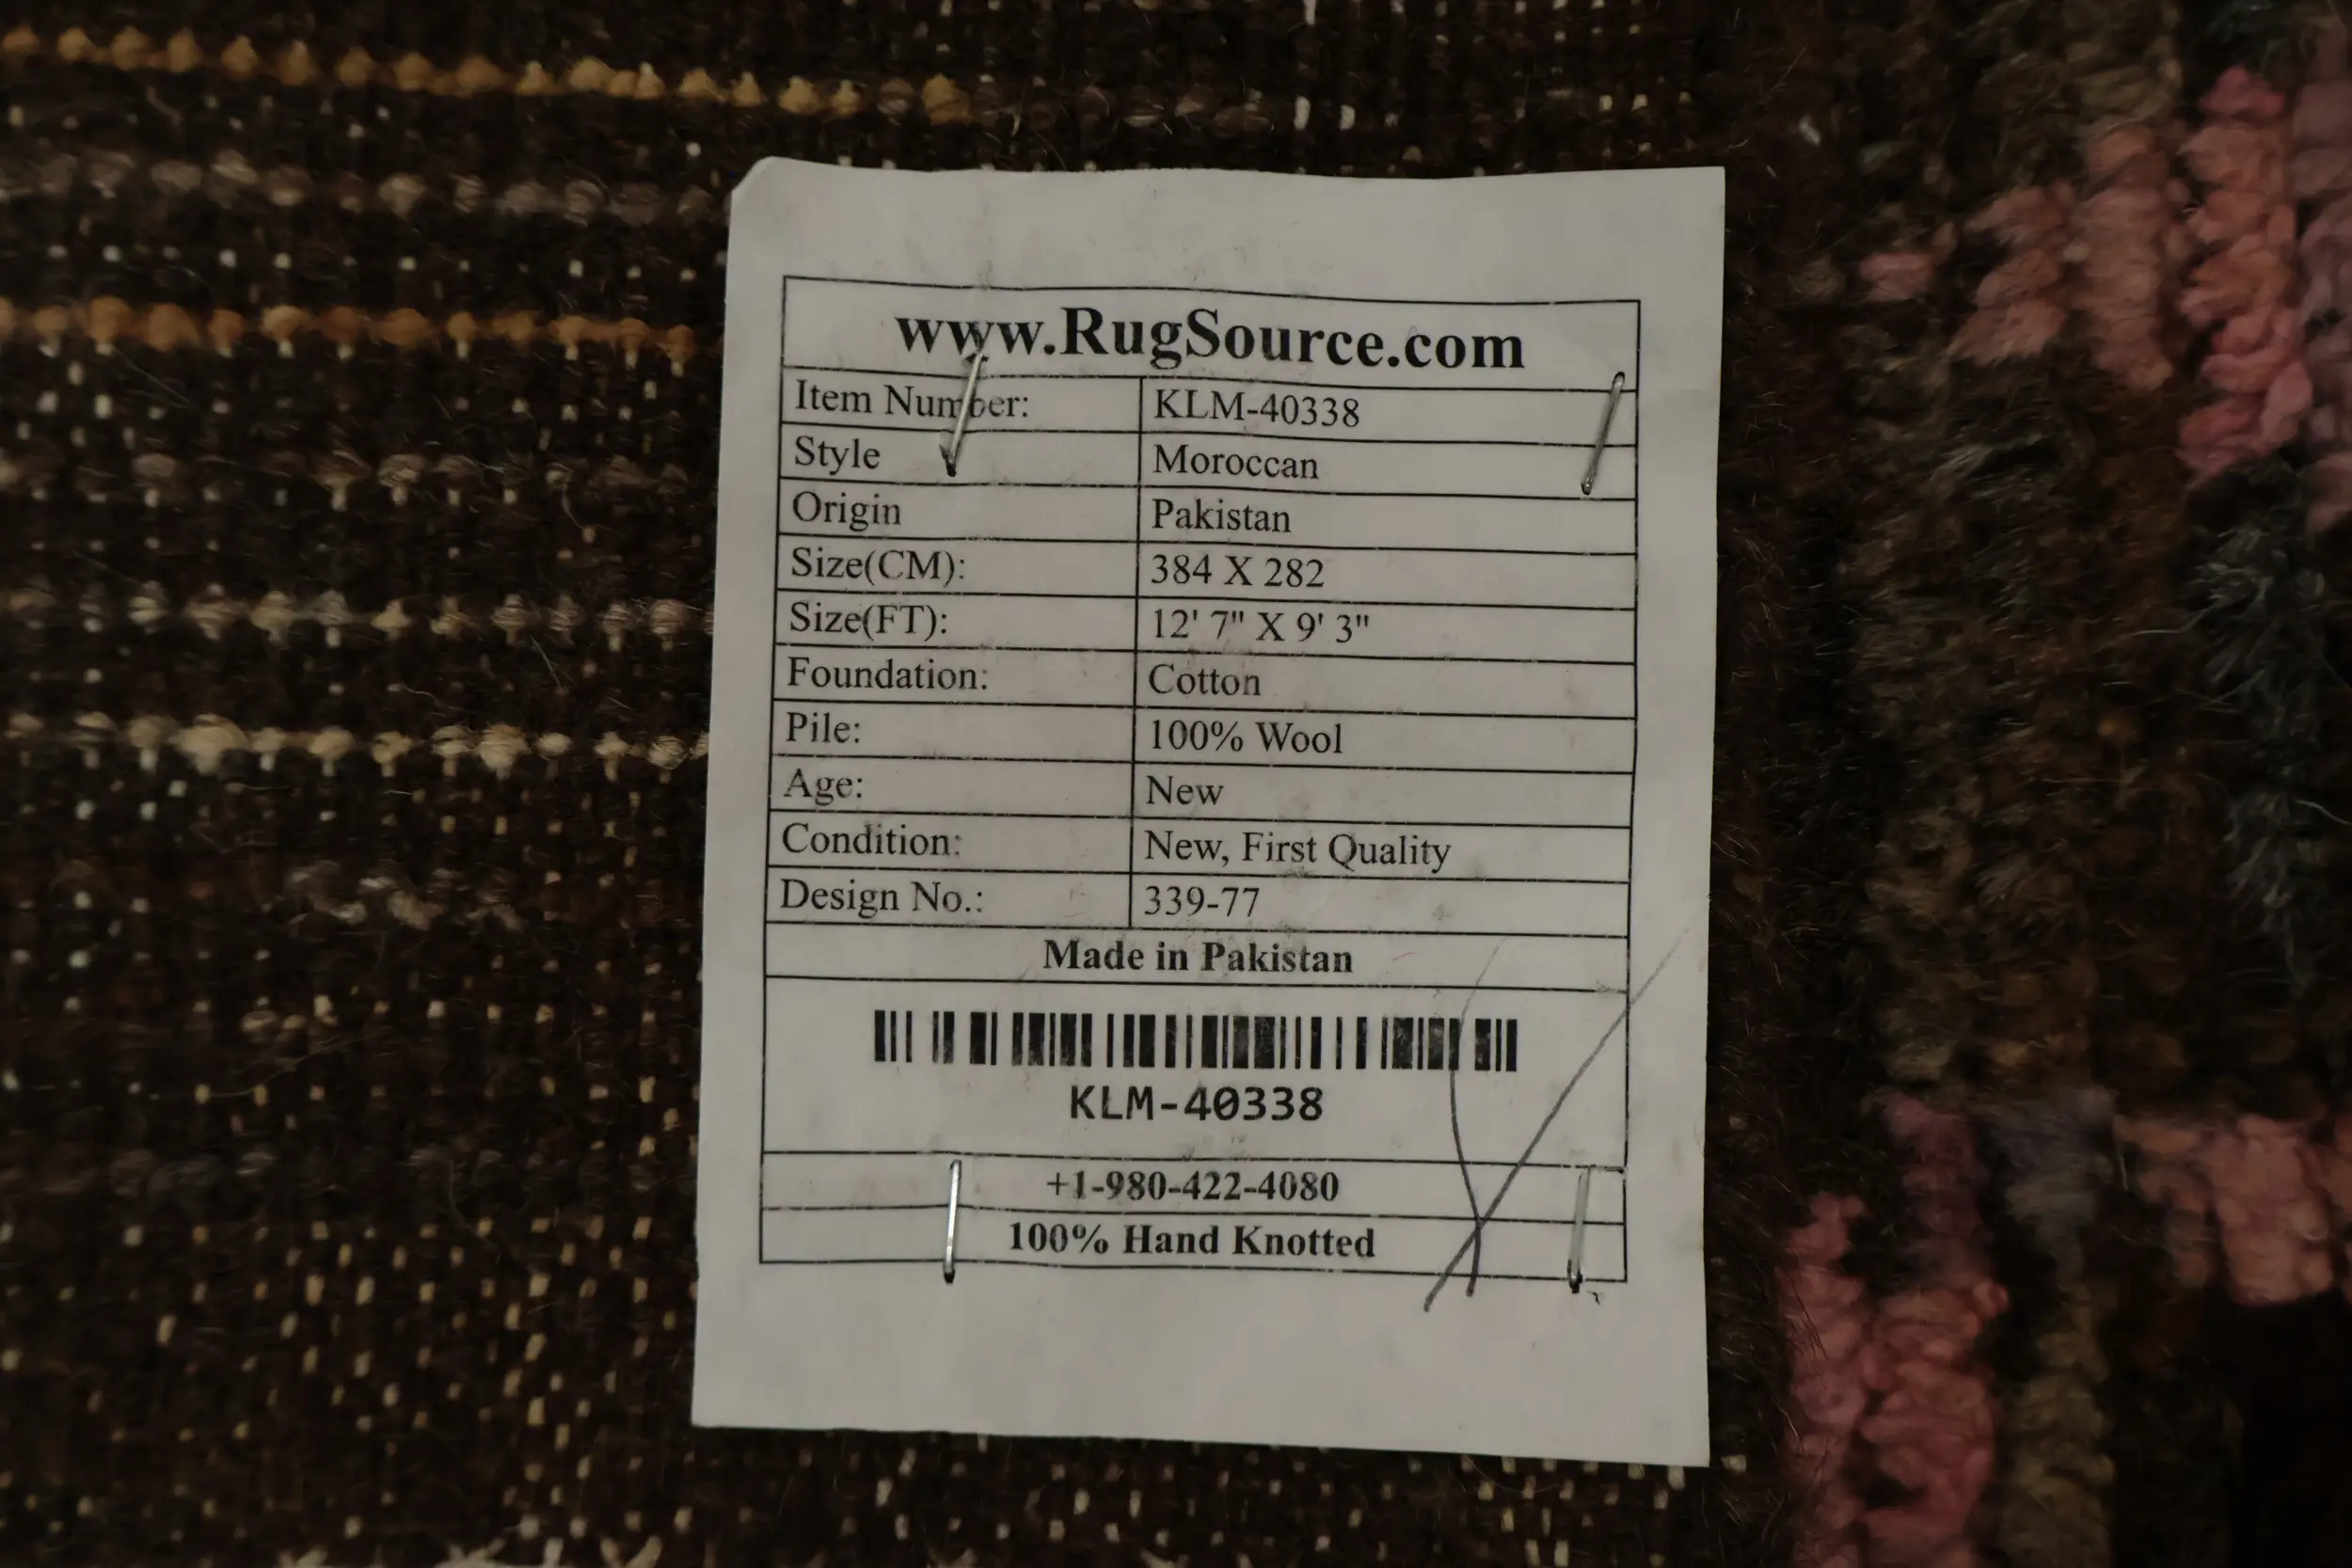 www.RugSource.com
Item Number: KLM-40338
Style Moroccan
Origin Pakistan
Size(CM): 384 X 282
Size(FT): 12' 7" X 9' 3"
Foundation: Cotton
Pile: 100% Wool
Age: New
Condition: New, First Quality
Design No.: 339-77
Made in Pakistan
KLM-40338
+1-980-422-4080
100% Hand Knotted